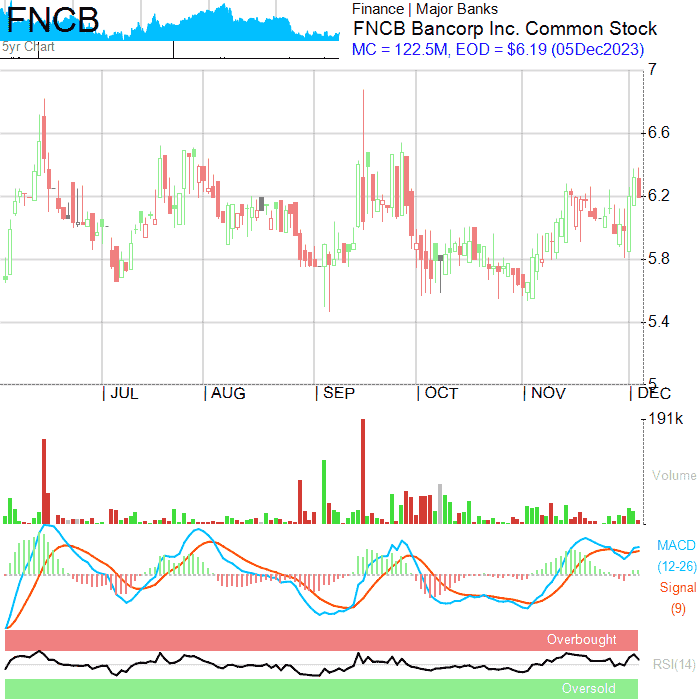 FNCB
5yr Chart
Finance | Major Banks
FNCB Bancorp Inc. Common Stock
MC = 122.5M, EOD = $6.19 (05Dec2023)
7
6.6
6.2
5.8
5.4
5
JUL AUG SEP OCT NOV DEC
191k
Volume
MACD
(12-26)
Signal
(9)
Overbought
RSI(14)
Oversold